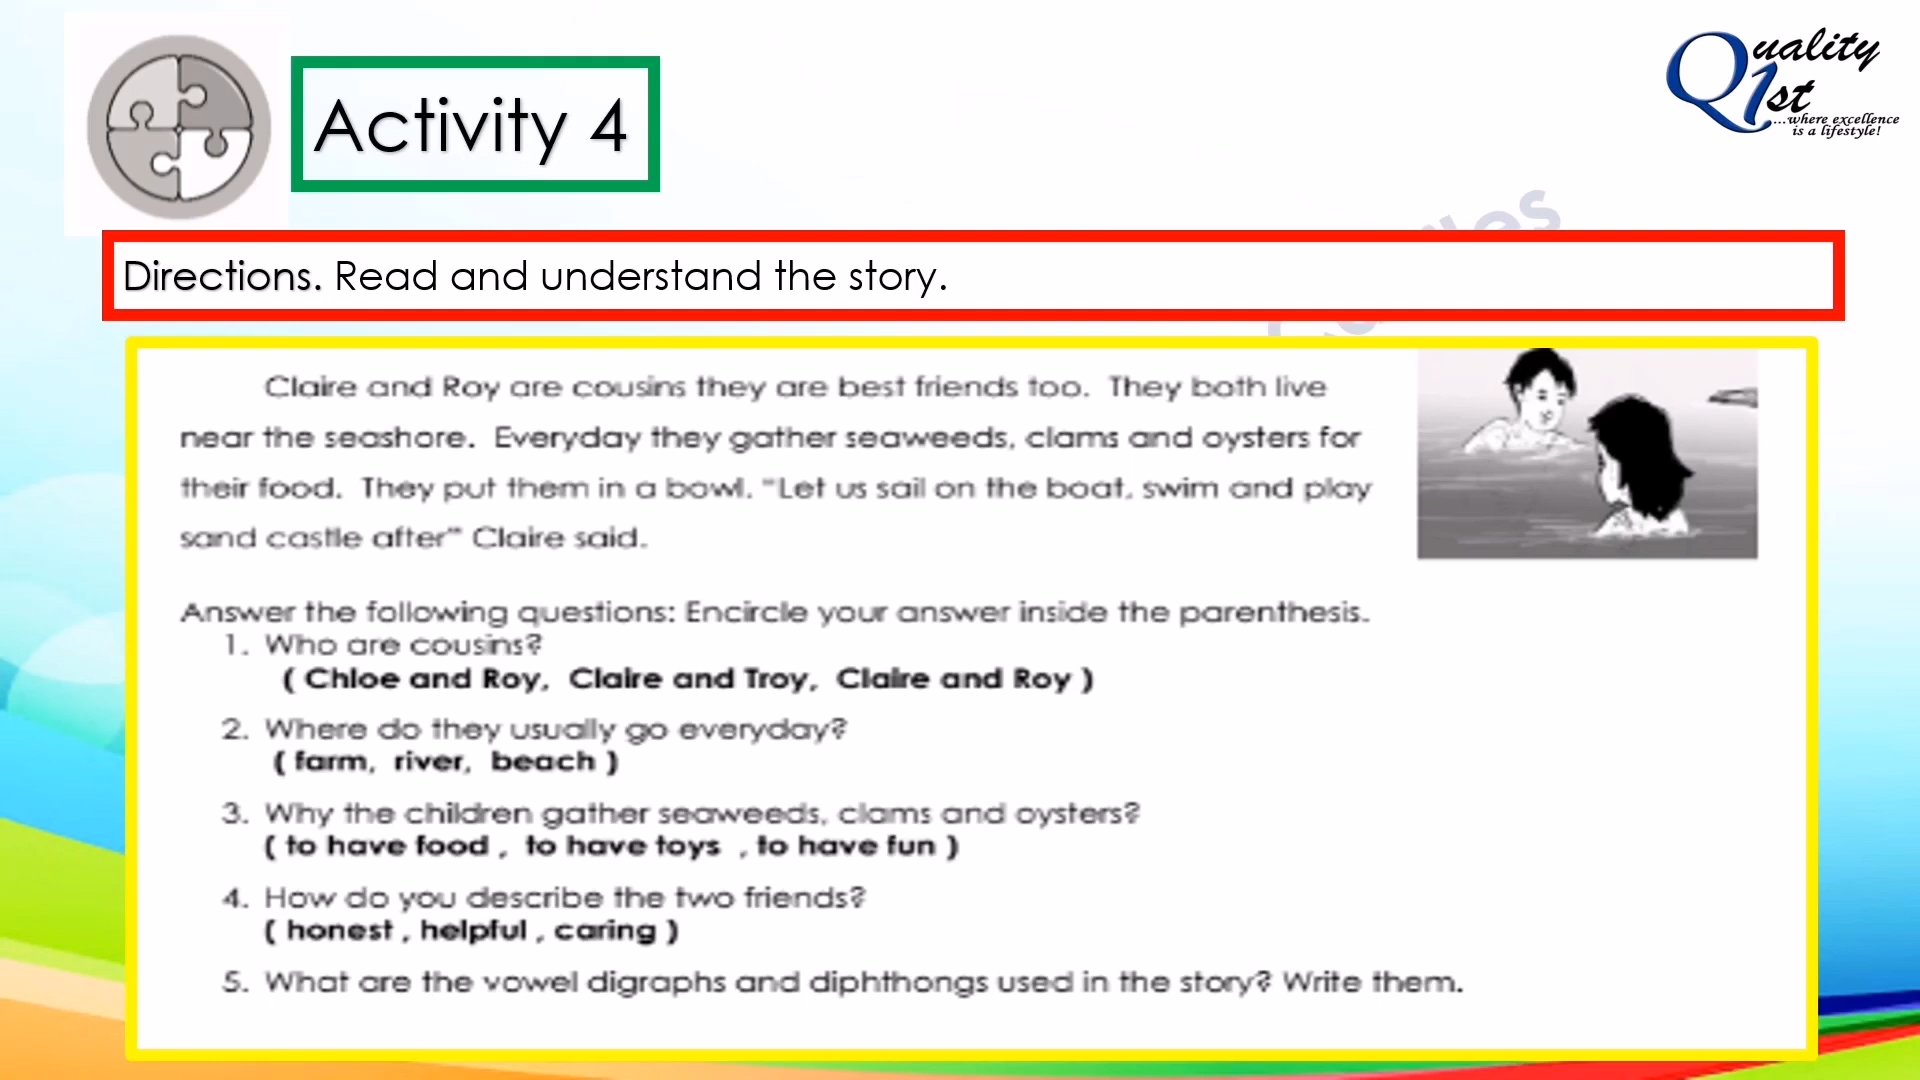 Activity 4
Quality
1st
...where excellence
is a lifestyle!
Directions. Read and understand the story.
Claire and Roy are cousins they are best friends too. They both live
near the seashore. Everyday they gather seaweeds, clams and oysters for
their food. They put them in a bowl. "Let us sail on the boat, swim and play
sand castle after" Claire said.
Answer the following questions: Encircle your answer inside the parenthesis.
1. Who are cousins?
( Chloe and Roy, Claire and Troy, Claire and Roy )
2. Where do they usually go everyday?
( farm, river, beach )
3. Why the children gather seaweeds, clams and oysters?
( to have food , to have toys , to have fun )
4. How do you describe the two friends?
( honest , helpful , caring )
5. What are the vowel digraphs and diphthongs used in the story? Write them.